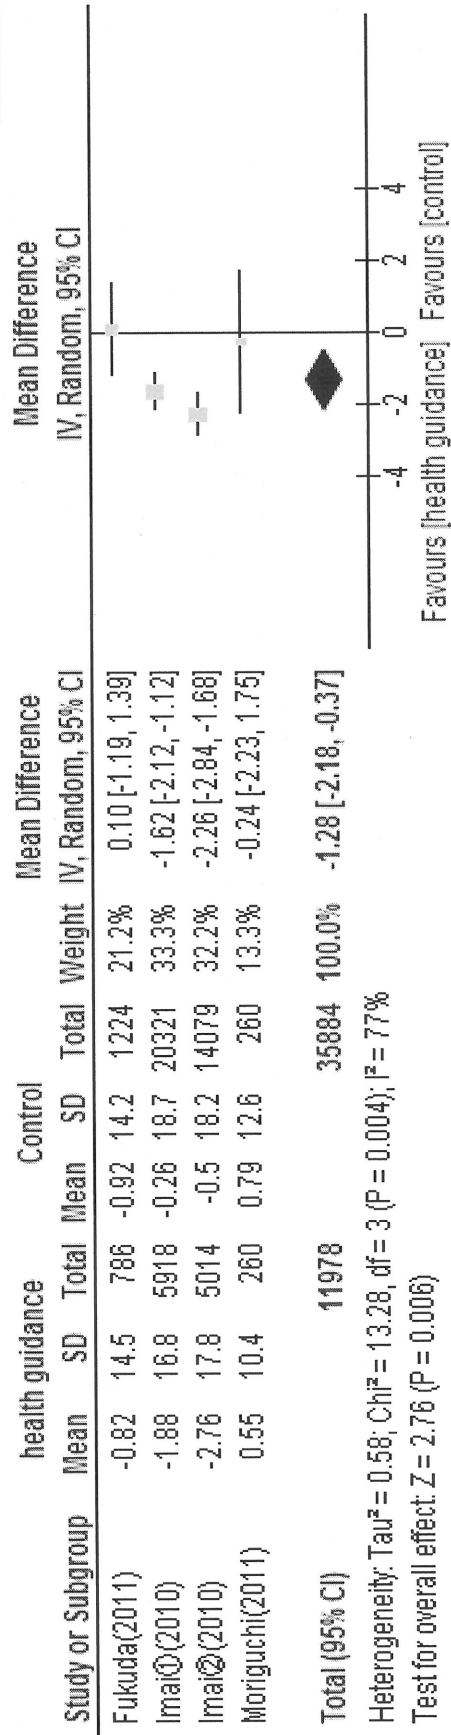 health guidance Control Mean Difference Mean Difference
Study or Subgroup Mean SD Total Mean SD Total Weight IV, Random, 95% CI IV, Random, 95% CI
Fukuda(2011) -0.82 14.5 786 -0.92 14.2 1224 21.2% 0.10 [-1.19, 1.39]
Imai①(2010) -1.88 16.8 5918 -0.26 18.7 20321 33.3% -1.62 [-2.12, -1.12]
Imai②(2010) -2.76 17.8 5014 -0.5 18.2 14079 32.2% -2.26 [-2.84, -1.68]
Moriguchi(2011) 0.55 10.4 260 0.79 12.6 260 13.3% -0.24 [-2.23, 1.75]
Total (95% CI) 11978 35884 100.0% -1.28 [-2.18, -0.37]
Heterogeneity: Tau² = 0.58; Chi² = 13.28, df = 3 (P = 0.004); I² = 77%
Test for overall effect: Z = 2.76 (P = 0.006)
-4 -2 0 2 4
Favours [health guidance] Favours [control]